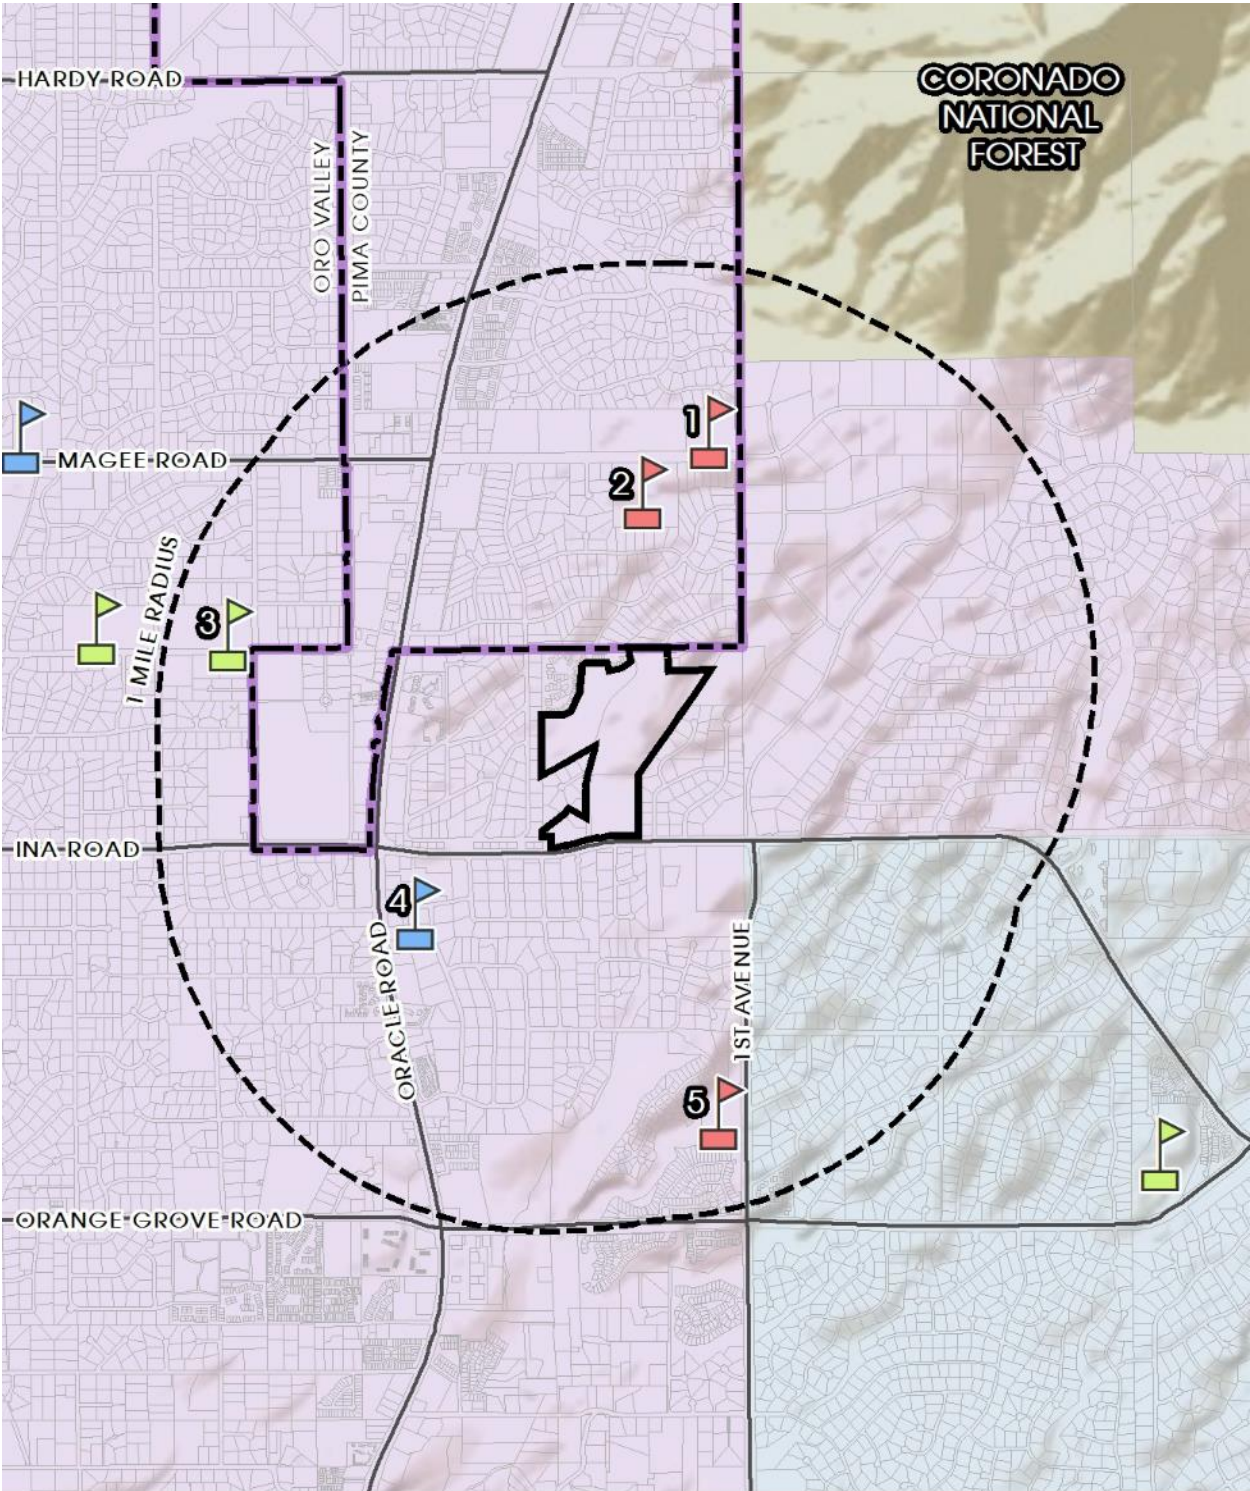 HARDY ROAD
CORONADO
NATIONAL
FOREST
ORO VALLEY
PIMA COUNTY
1
MAGEE ROAD
2
1 MILE RADIUS
3
INA ROAD
4
ORACLE ROAD
1ST AVENUE
5
ORANGE GROVE ROAD